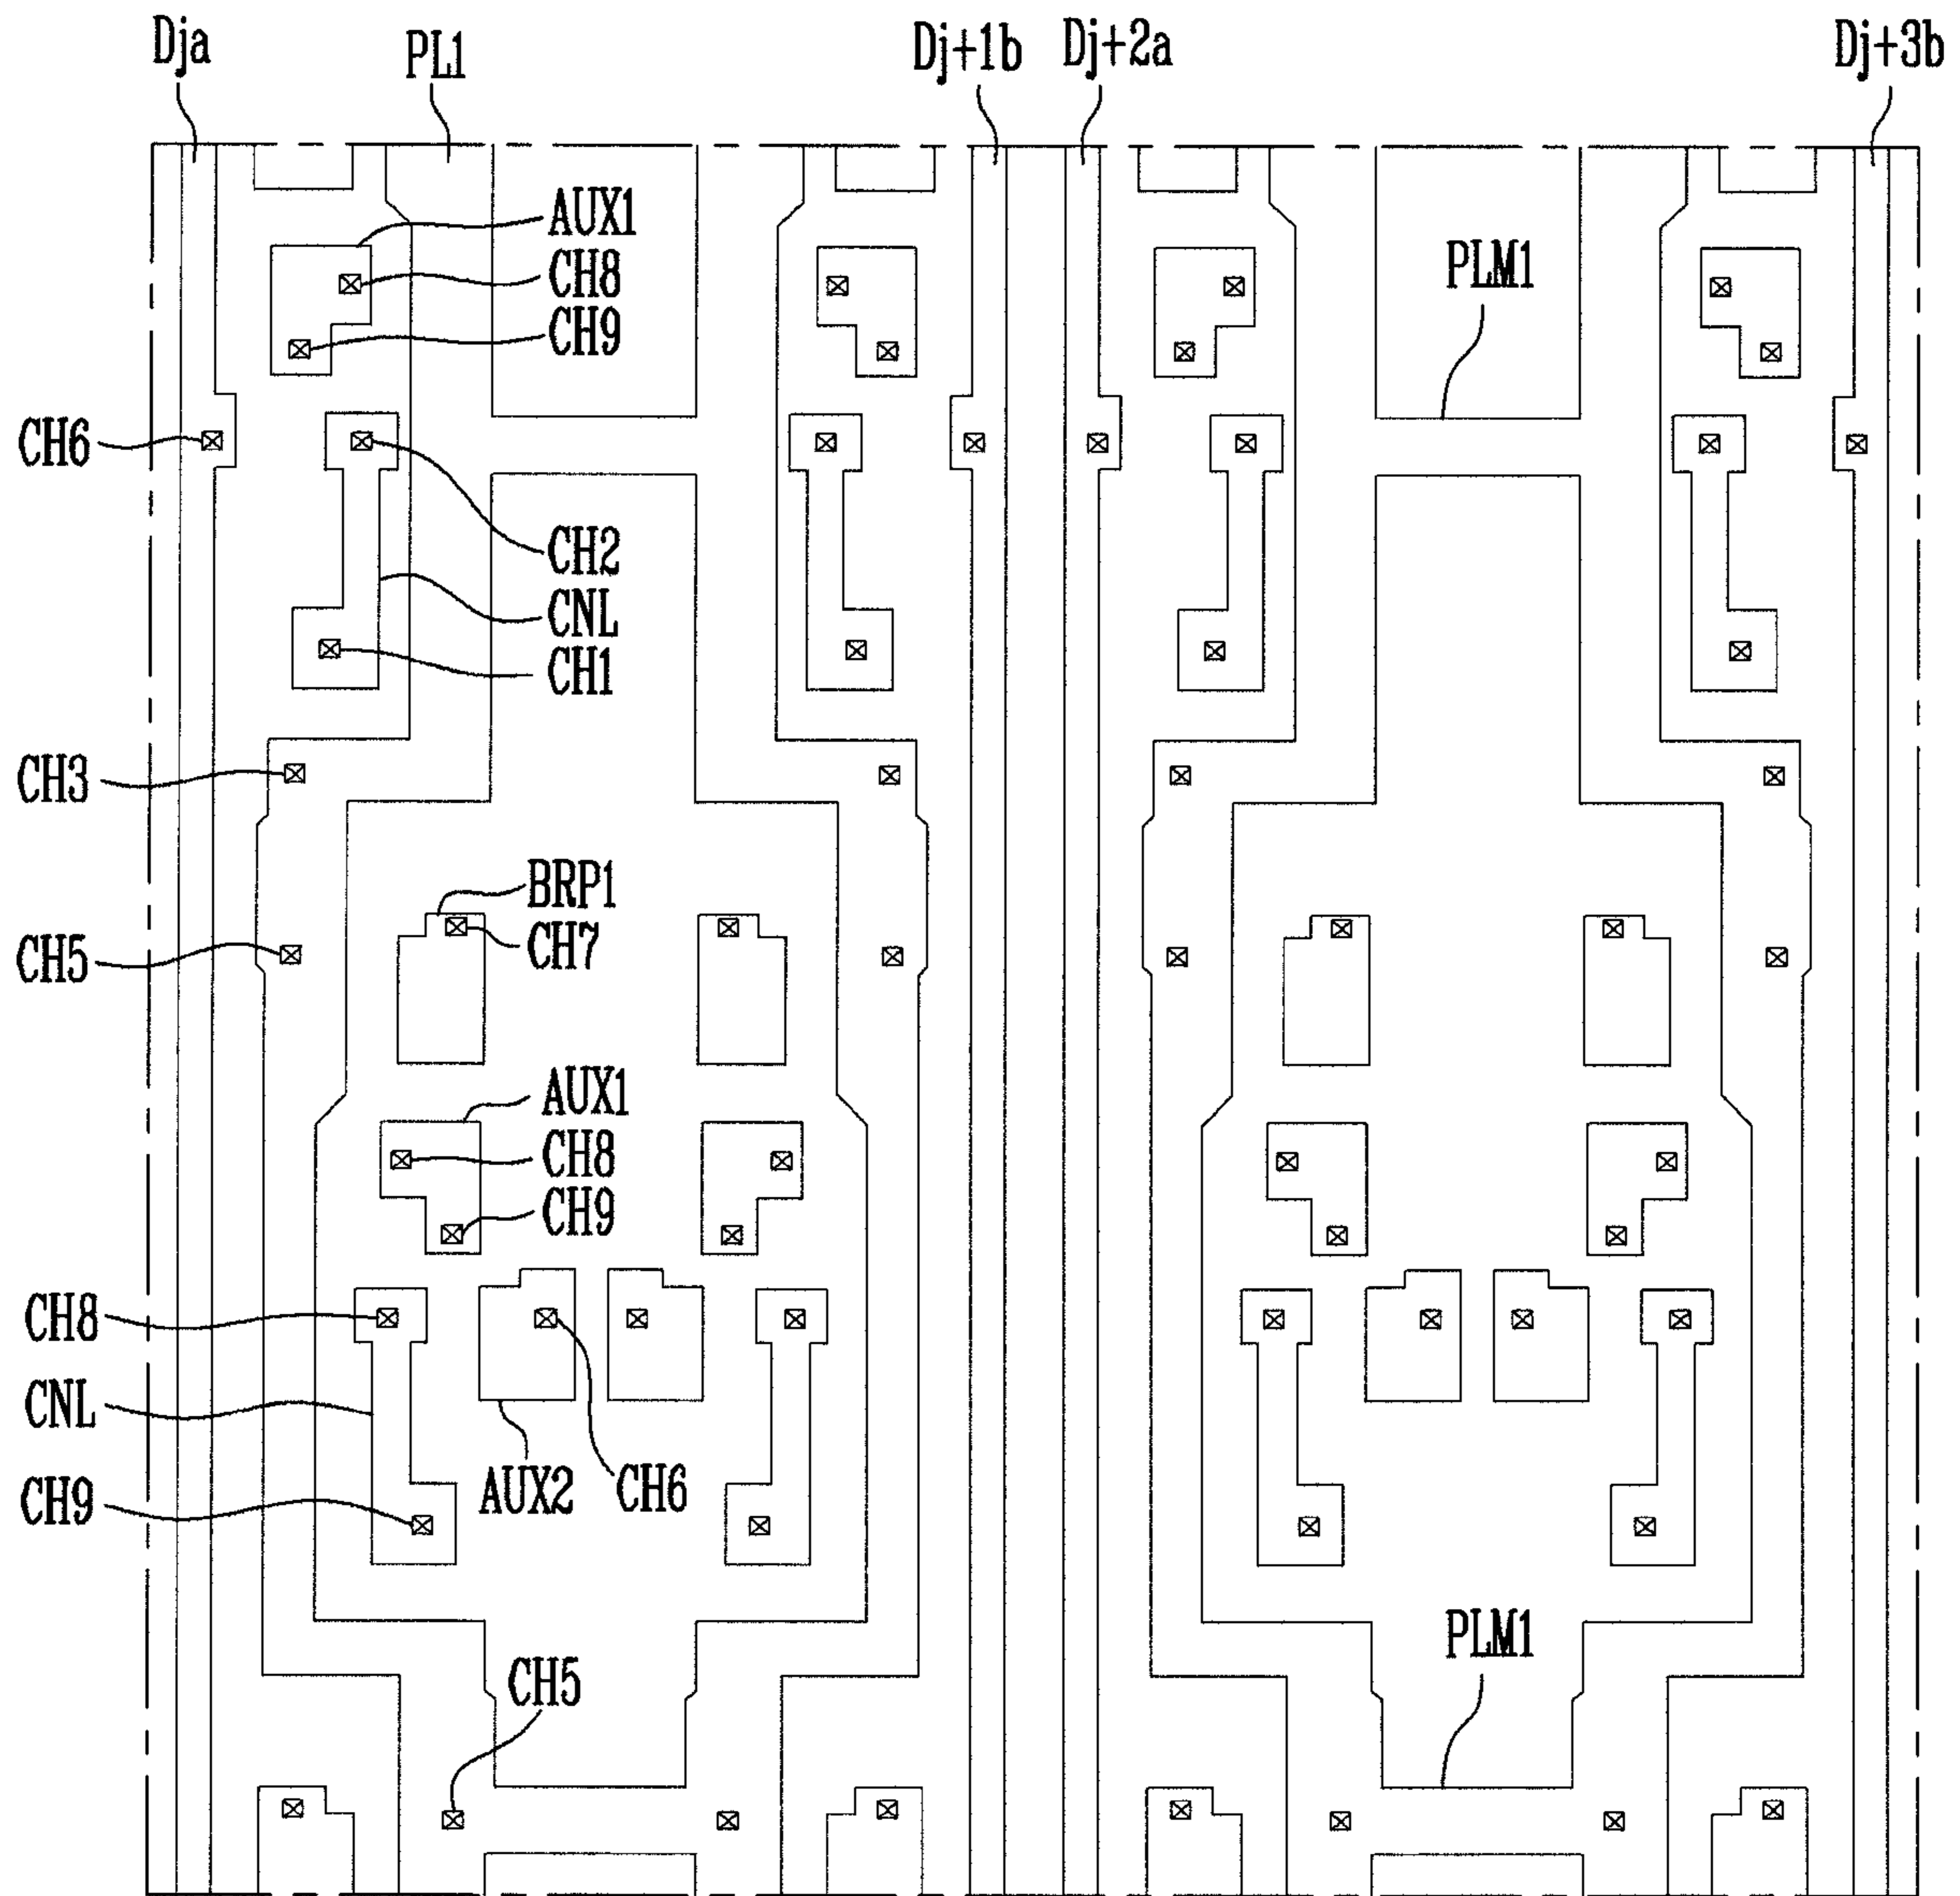 Dja
PL1
Dj+1b
Dj+2a
Dj+3b
AUX1
CH8
CH9
PLM1
CH6
CH2
CNL
CH1
CH3
BRP1
CH7
CH5
AUX1
CH8
CH9
CH8
CNL
AUX2
CH6
CH9
PLM1
CH5